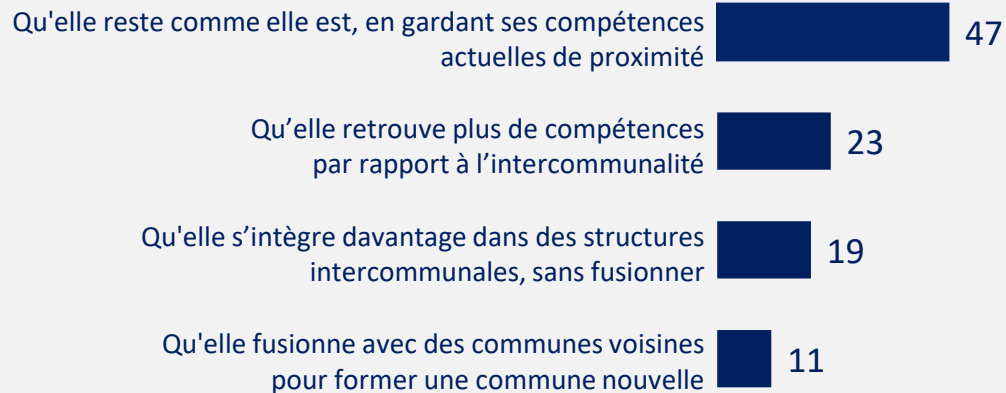 Qu'elle reste comme elle est, en gardant ses compétences
actuelles de proximité
47
Qu’elle retrouve plus de compétences
par rapport à l’intercommunalité
23
Qu'elle s’intègre davantage dans des structures
intercommunales, sans fusionner
19
Qu'elle fusionne avec des communes voisines
pour former une commune nouvelle
11